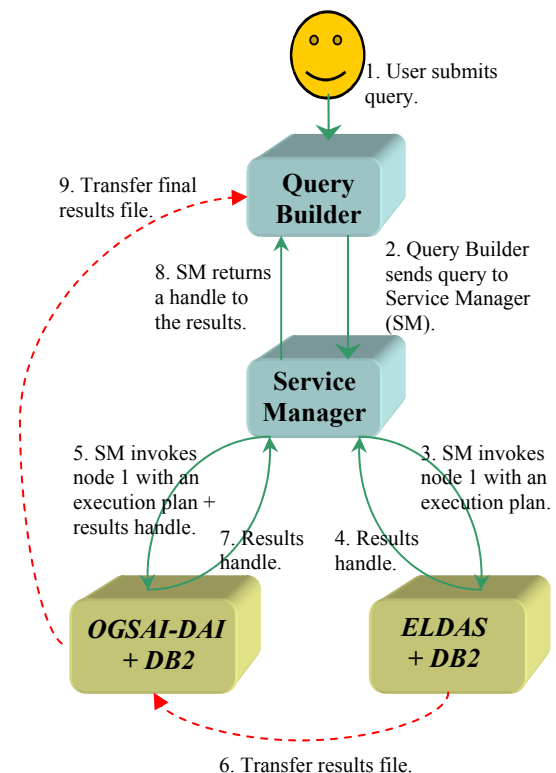 1. User submits
query.
9. Transfer final
results file.
Query
Builder
8. SM returns
a handle to
the results.
2. Query Builder
sends query to
Service Manager
(SM).
Service
Manager
5. SM invokes
node 1 with an
execution plan +
results handle.
3. SM invokes
node 1 with an
execution plan.
7. Results
handle.
4. Results
handle.
OGSAI-DAI
+ DB2
ELDAS
+ DB2
6. Transfer results file.